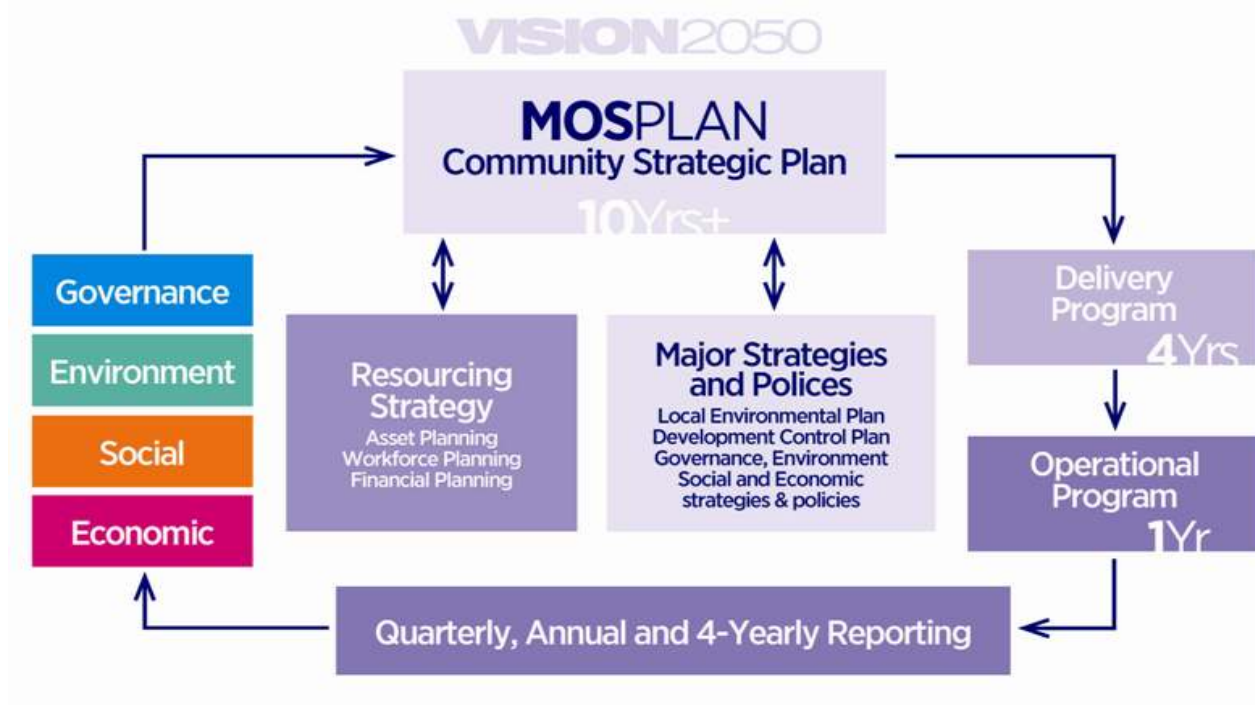 VISION2050
MOSPLAN
Community Strategic Plan
10Yrs+
Governance
Environment
Social
Economic
Resourcing
Strategy
Asset Planning
Workforce Planning
Financial Planning
Major Strategies
and Polices
Local Environmental Plan
Development Control Plan
Governance, Environment
Social and Economic
strategies & policies
Delivery
Program
4Yrs
Operational
Program
1Yr
Quarterly, Annual and 4-Yearly Reporting